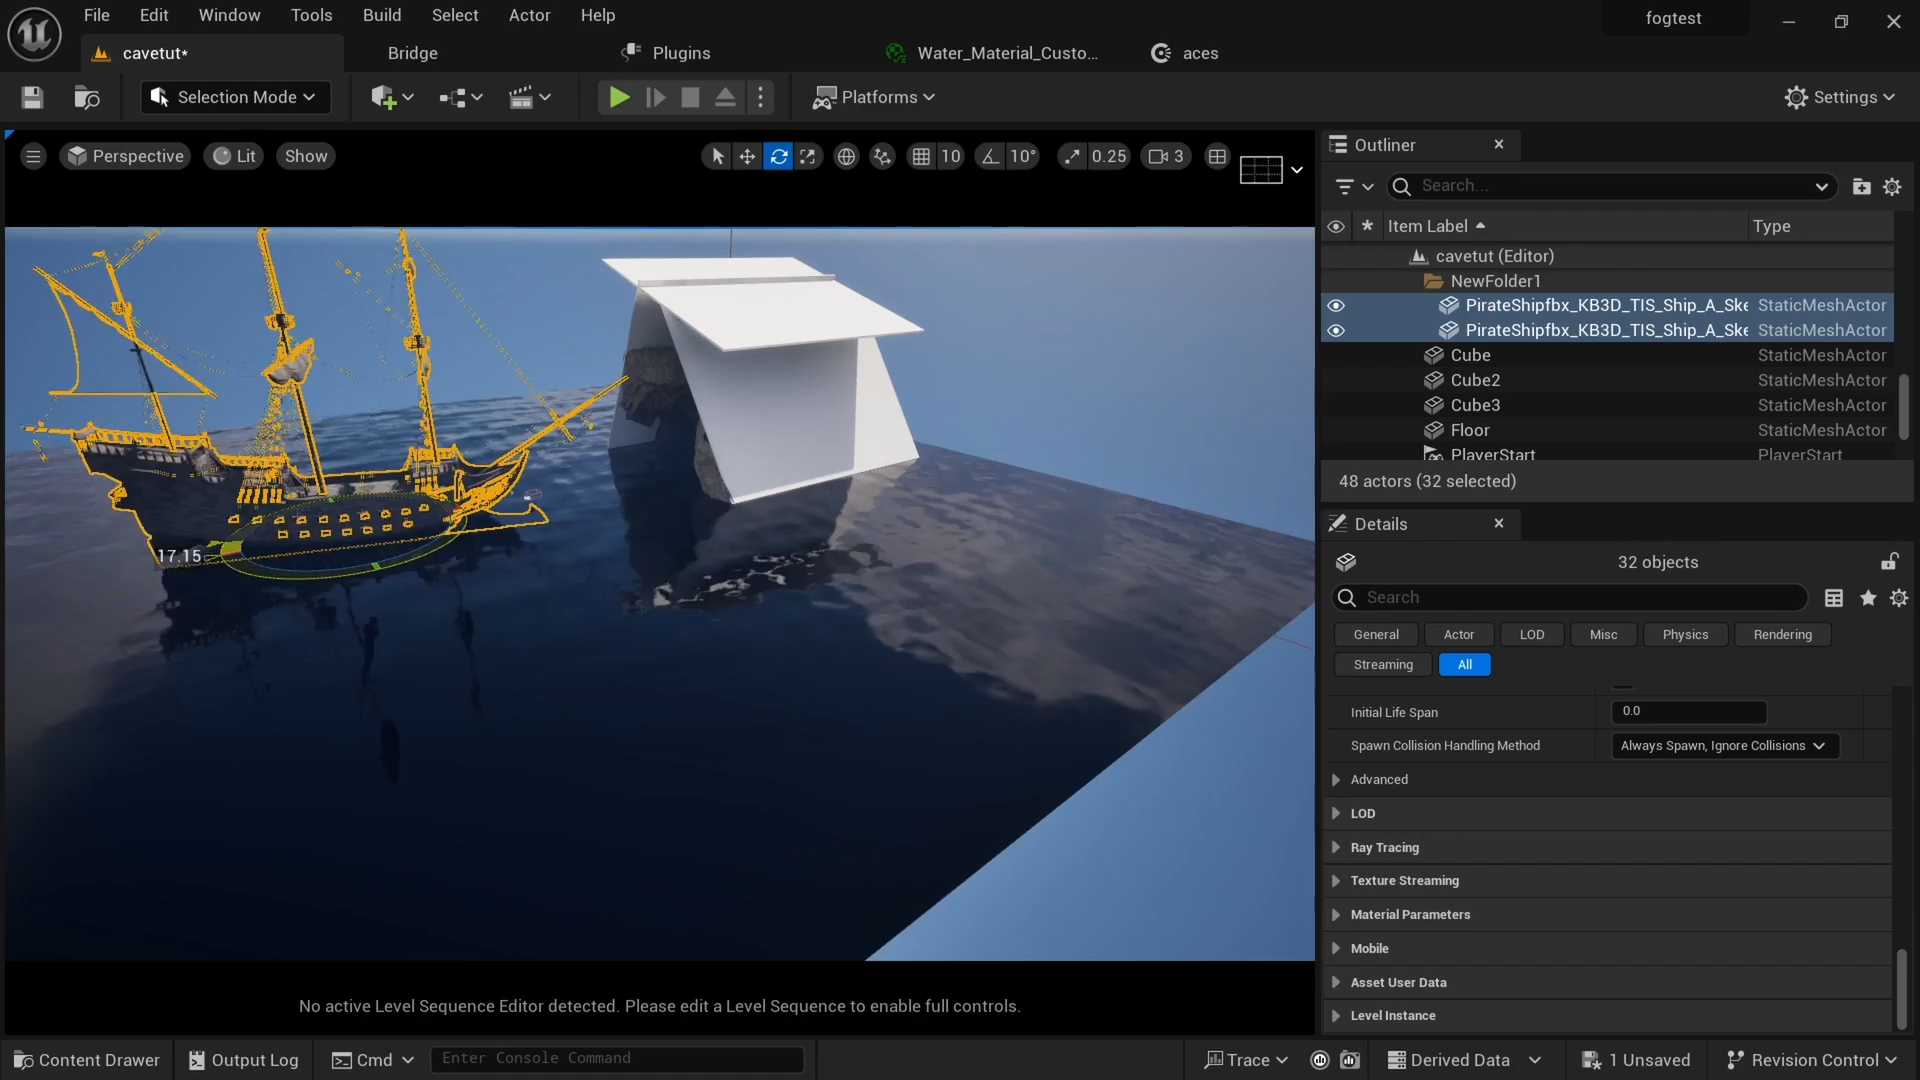 File Edit Window Tools Build Select Actor Help
fogtest
cavetut*
Bridge
Plugins
Water_Material_Custo...
aces
Selection Mode
Platforms
Settings
Perspective
Lit
Show
10
10°
0.25
3
17.15
No active Level Sequence Editor detected. Please edit a Level Sequence to enable full controls.
Outliner
Search...
Item Label
Type
cavetut (Editor)
NewFolder1
PirateShipfbx_KB3D_TIS_Ship_A_Ske StaticMeshActor
PirateShipfbx_KB3D_TIS_Ship_A_Ske StaticMeshActor
Cube StaticMeshActor
Cube2 StaticMeshActor
Cube3 StaticMeshActor
Floor StaticMeshActor
PlayerStart PlayerStart
48 actors (32 selected)
Details
32 objects
Search
General Actor LOD Misc Physics Rendering
Streaming All
Initial Life Span 0.0
Spawn Collision Handling Method Always Spawn, Ignore Collisions
Advanced
LOD
Ray Tracing
Texture Streaming
Material Parameters
Mobile
Asset User Data
Level Instance
Content Drawer
Output Log
Cmd
Enter Console Command
Trace
Derived Data
1 Unsaved
Revision Control